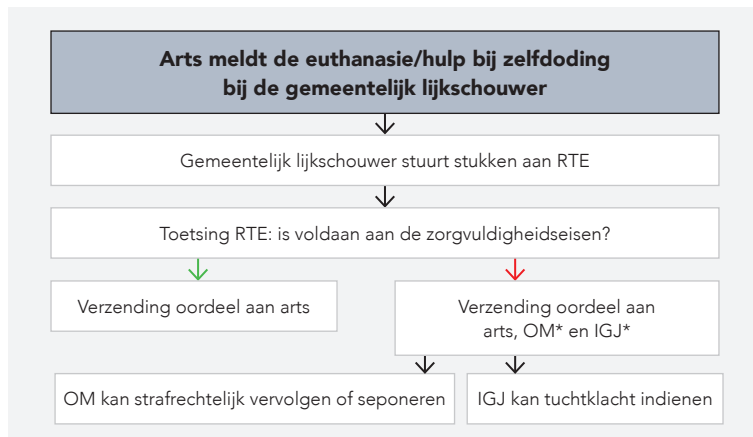 Arts meldt de euthanasie/hulp bij zelfdoding
bij de gemeentelijk lijkschouwer
Gemeentelijk lijkschouwer stuurt stukken aan RTE
Toetsing RTE: is voldaan aan de zorgvuldigheidseisen?
Verzending oordeel aan arts
Verzending oordeel aan
arts, OM* en IGJ*
OM kan strafrechtelijk vervolgen of seponeren
IGJ kan tuchtklacht indienen